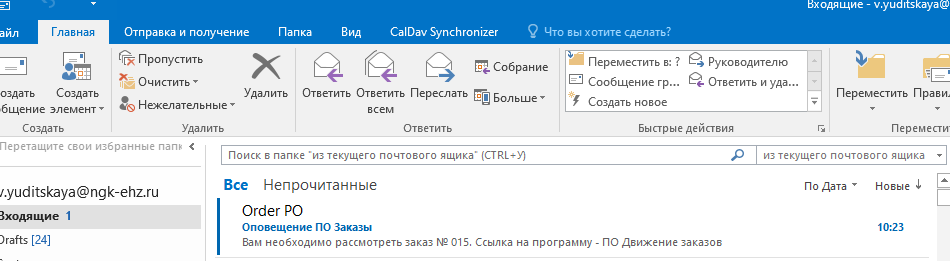 Входящие - v.yuditskaya@
Файл Главная Отправка и получение Папка Вид CalDav Synchronizer Что вы хотите сделать?
Создать сообщение
Создать элемент
Пропустить
Очистить
Нежелательные
Удалить
Ответить
Ответить всем
Переслать
Собрание
Больше
Переместить в: ?
Сообщение гр...
Создать новое
Руководителю
Ответить и уда...
Переместить
Прави
Создать Удалить Ответить Быстрые действия Переместит
Перетащите свои избранные папк
Поиск в папке "из текущего почтового ящика" (CTRL+У) из текущего почтового ящика
v.yuditskaya@ngk-ehz.ru
Все Непрочитанные По Дата Новые
Входящие 1
Drafts [24]
Order PO
Оповещение ПО Заказы 10:23
Вам необходимо рассмотреть заказ № 015. Ссылка на программу - ПО Движение заказов